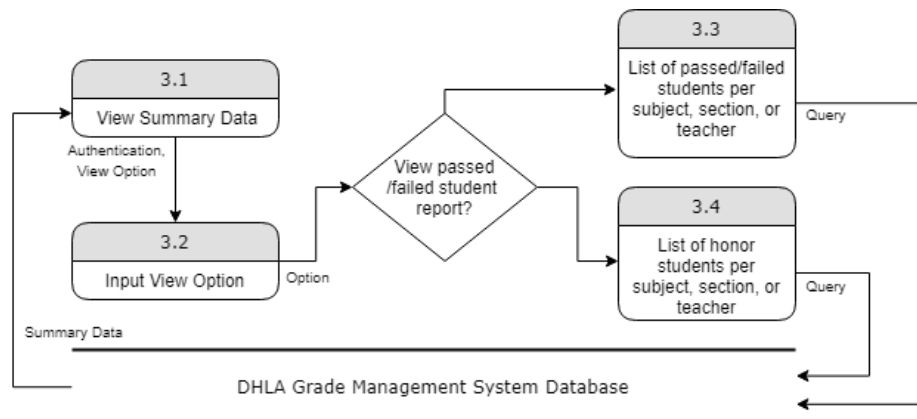 3.1
View Summary Data
Authentication,
View Option
3.2
Input View Option
Option
View passed
/failed student
report?
3.3
List of passed/failed
students per
subject, section, or
teacher
Query
3.4
List of honor
students per
subject, section, or
teacher
Query
Summary Data
DHLA Grade Management System Database